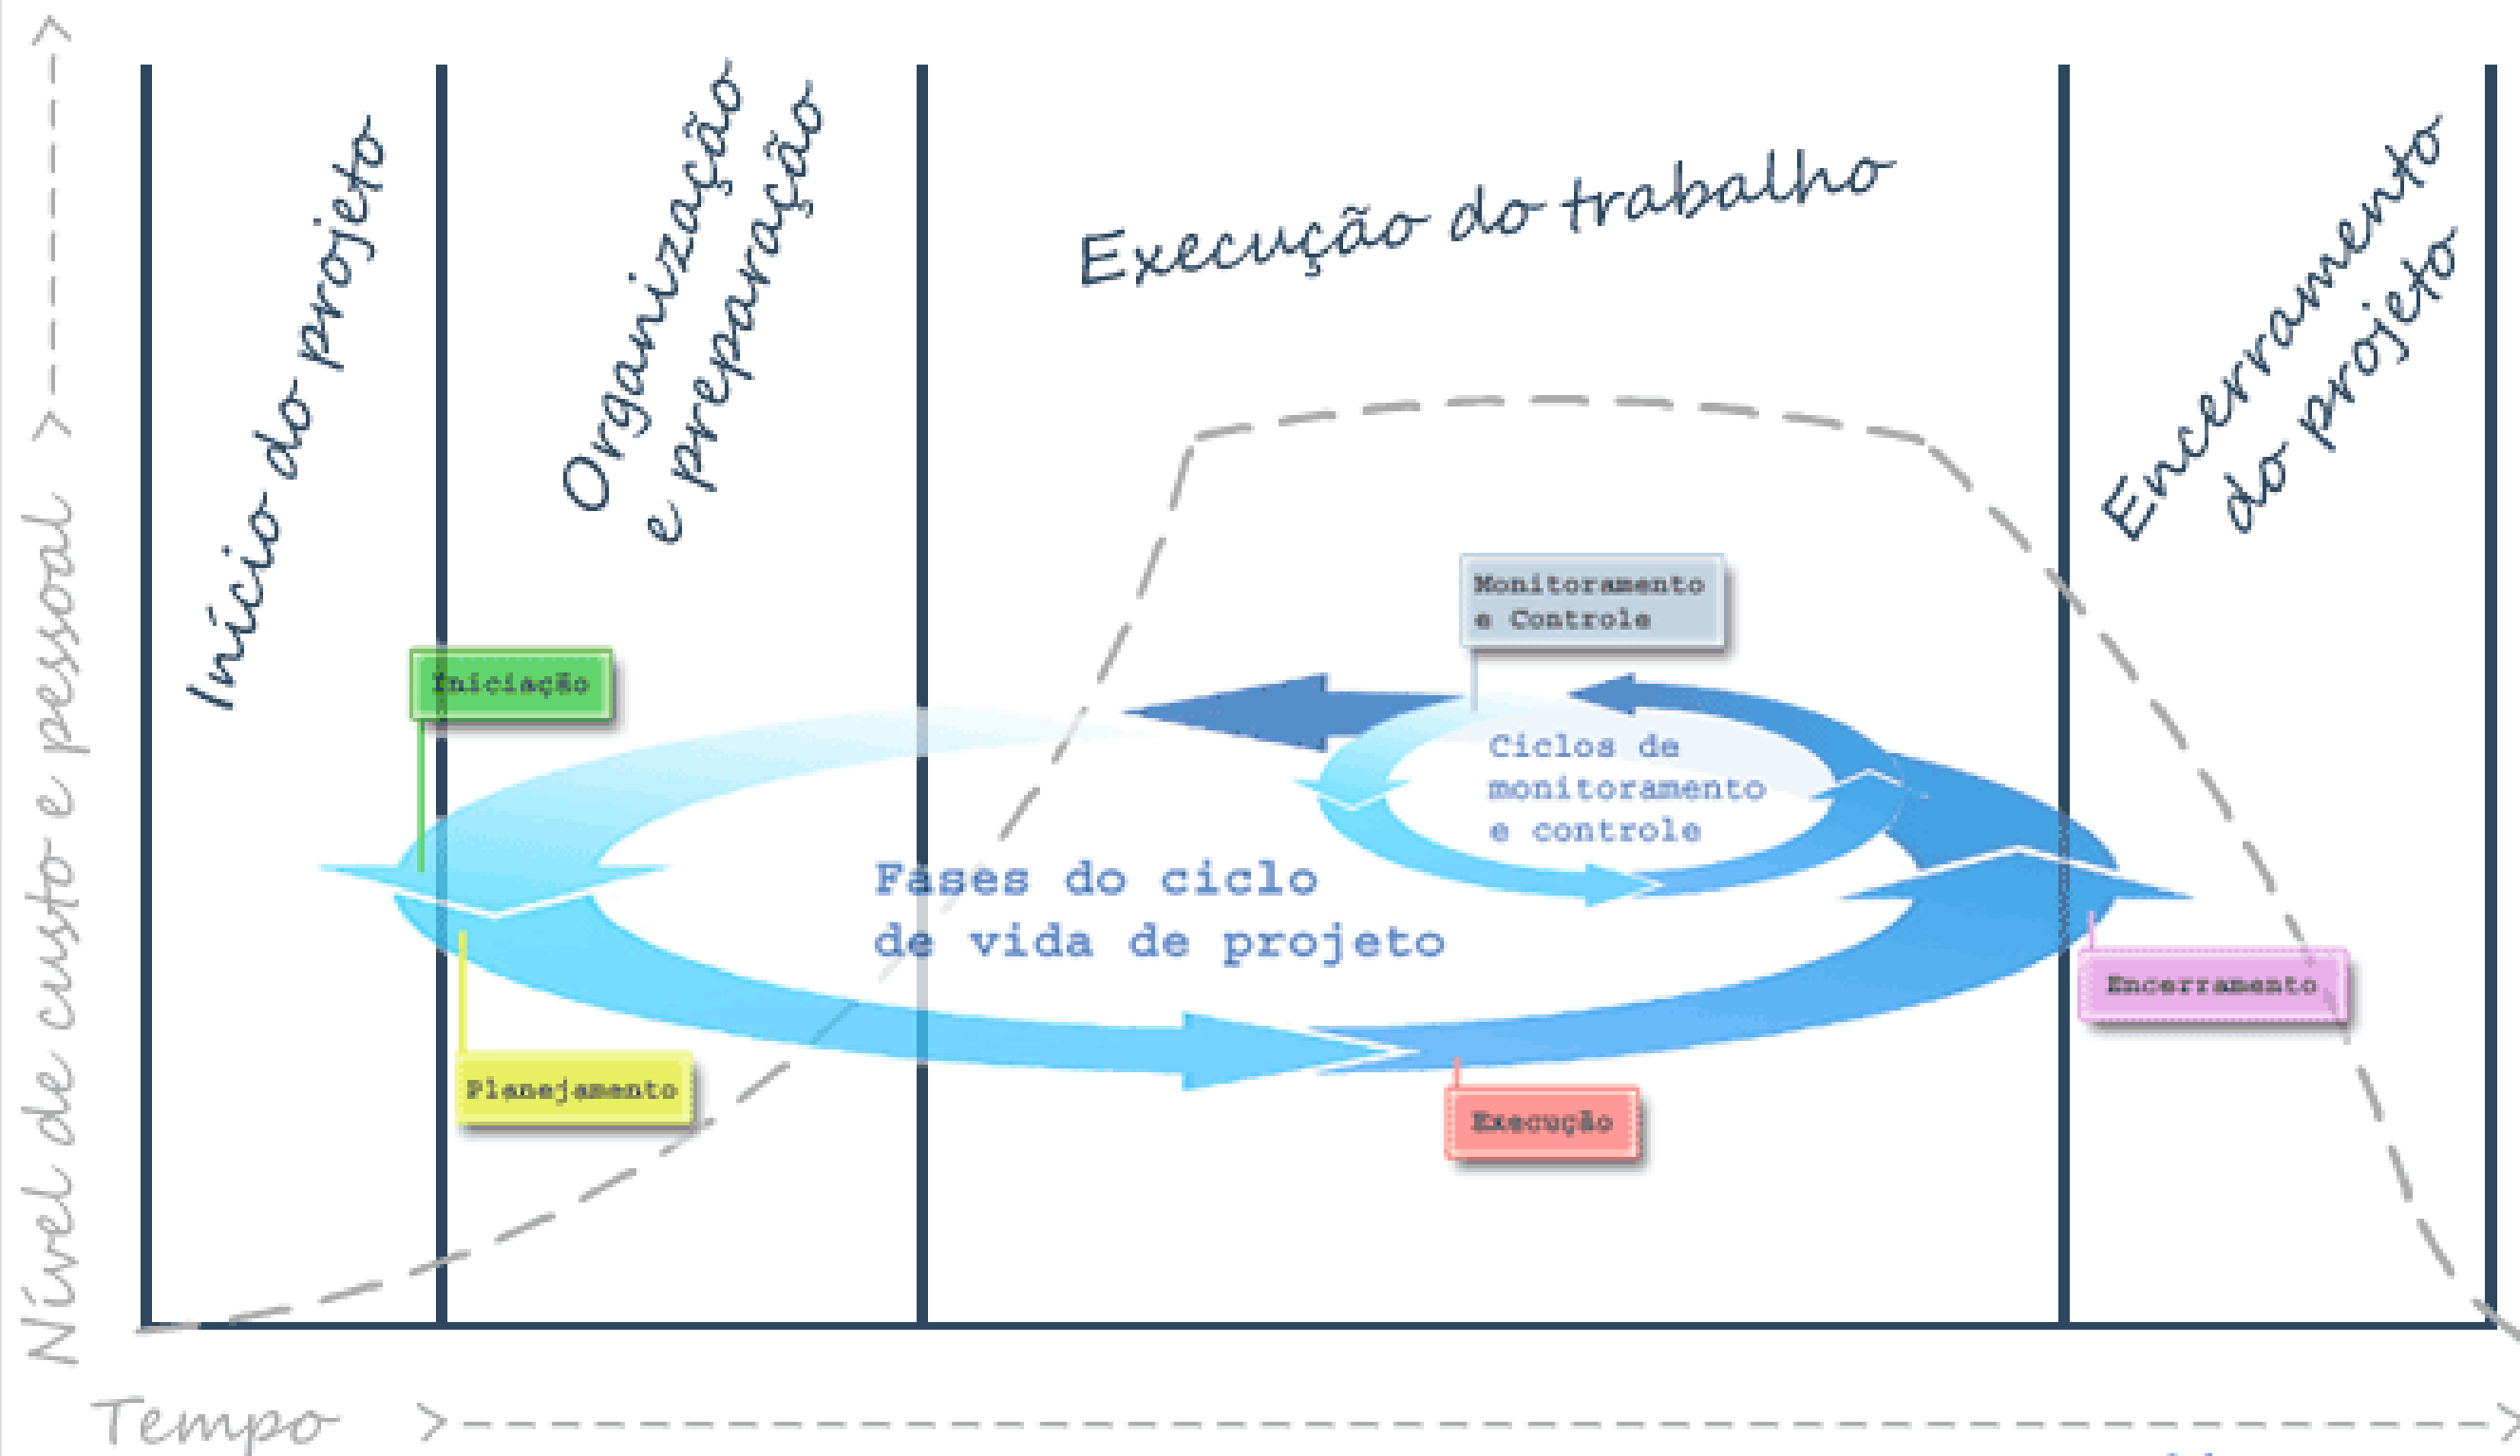 Início do projeto
Organização
e preparação
Execução do trabalho
Encerramento
do projeto
Nível de custo e pessoal >
Monitoramento
e Controle
Iniciação
Ciclos de
monitoramento
e controle
Fases do ciclo
de vida de projeto
Encerramento
Planejamento
Execução
Tempo >